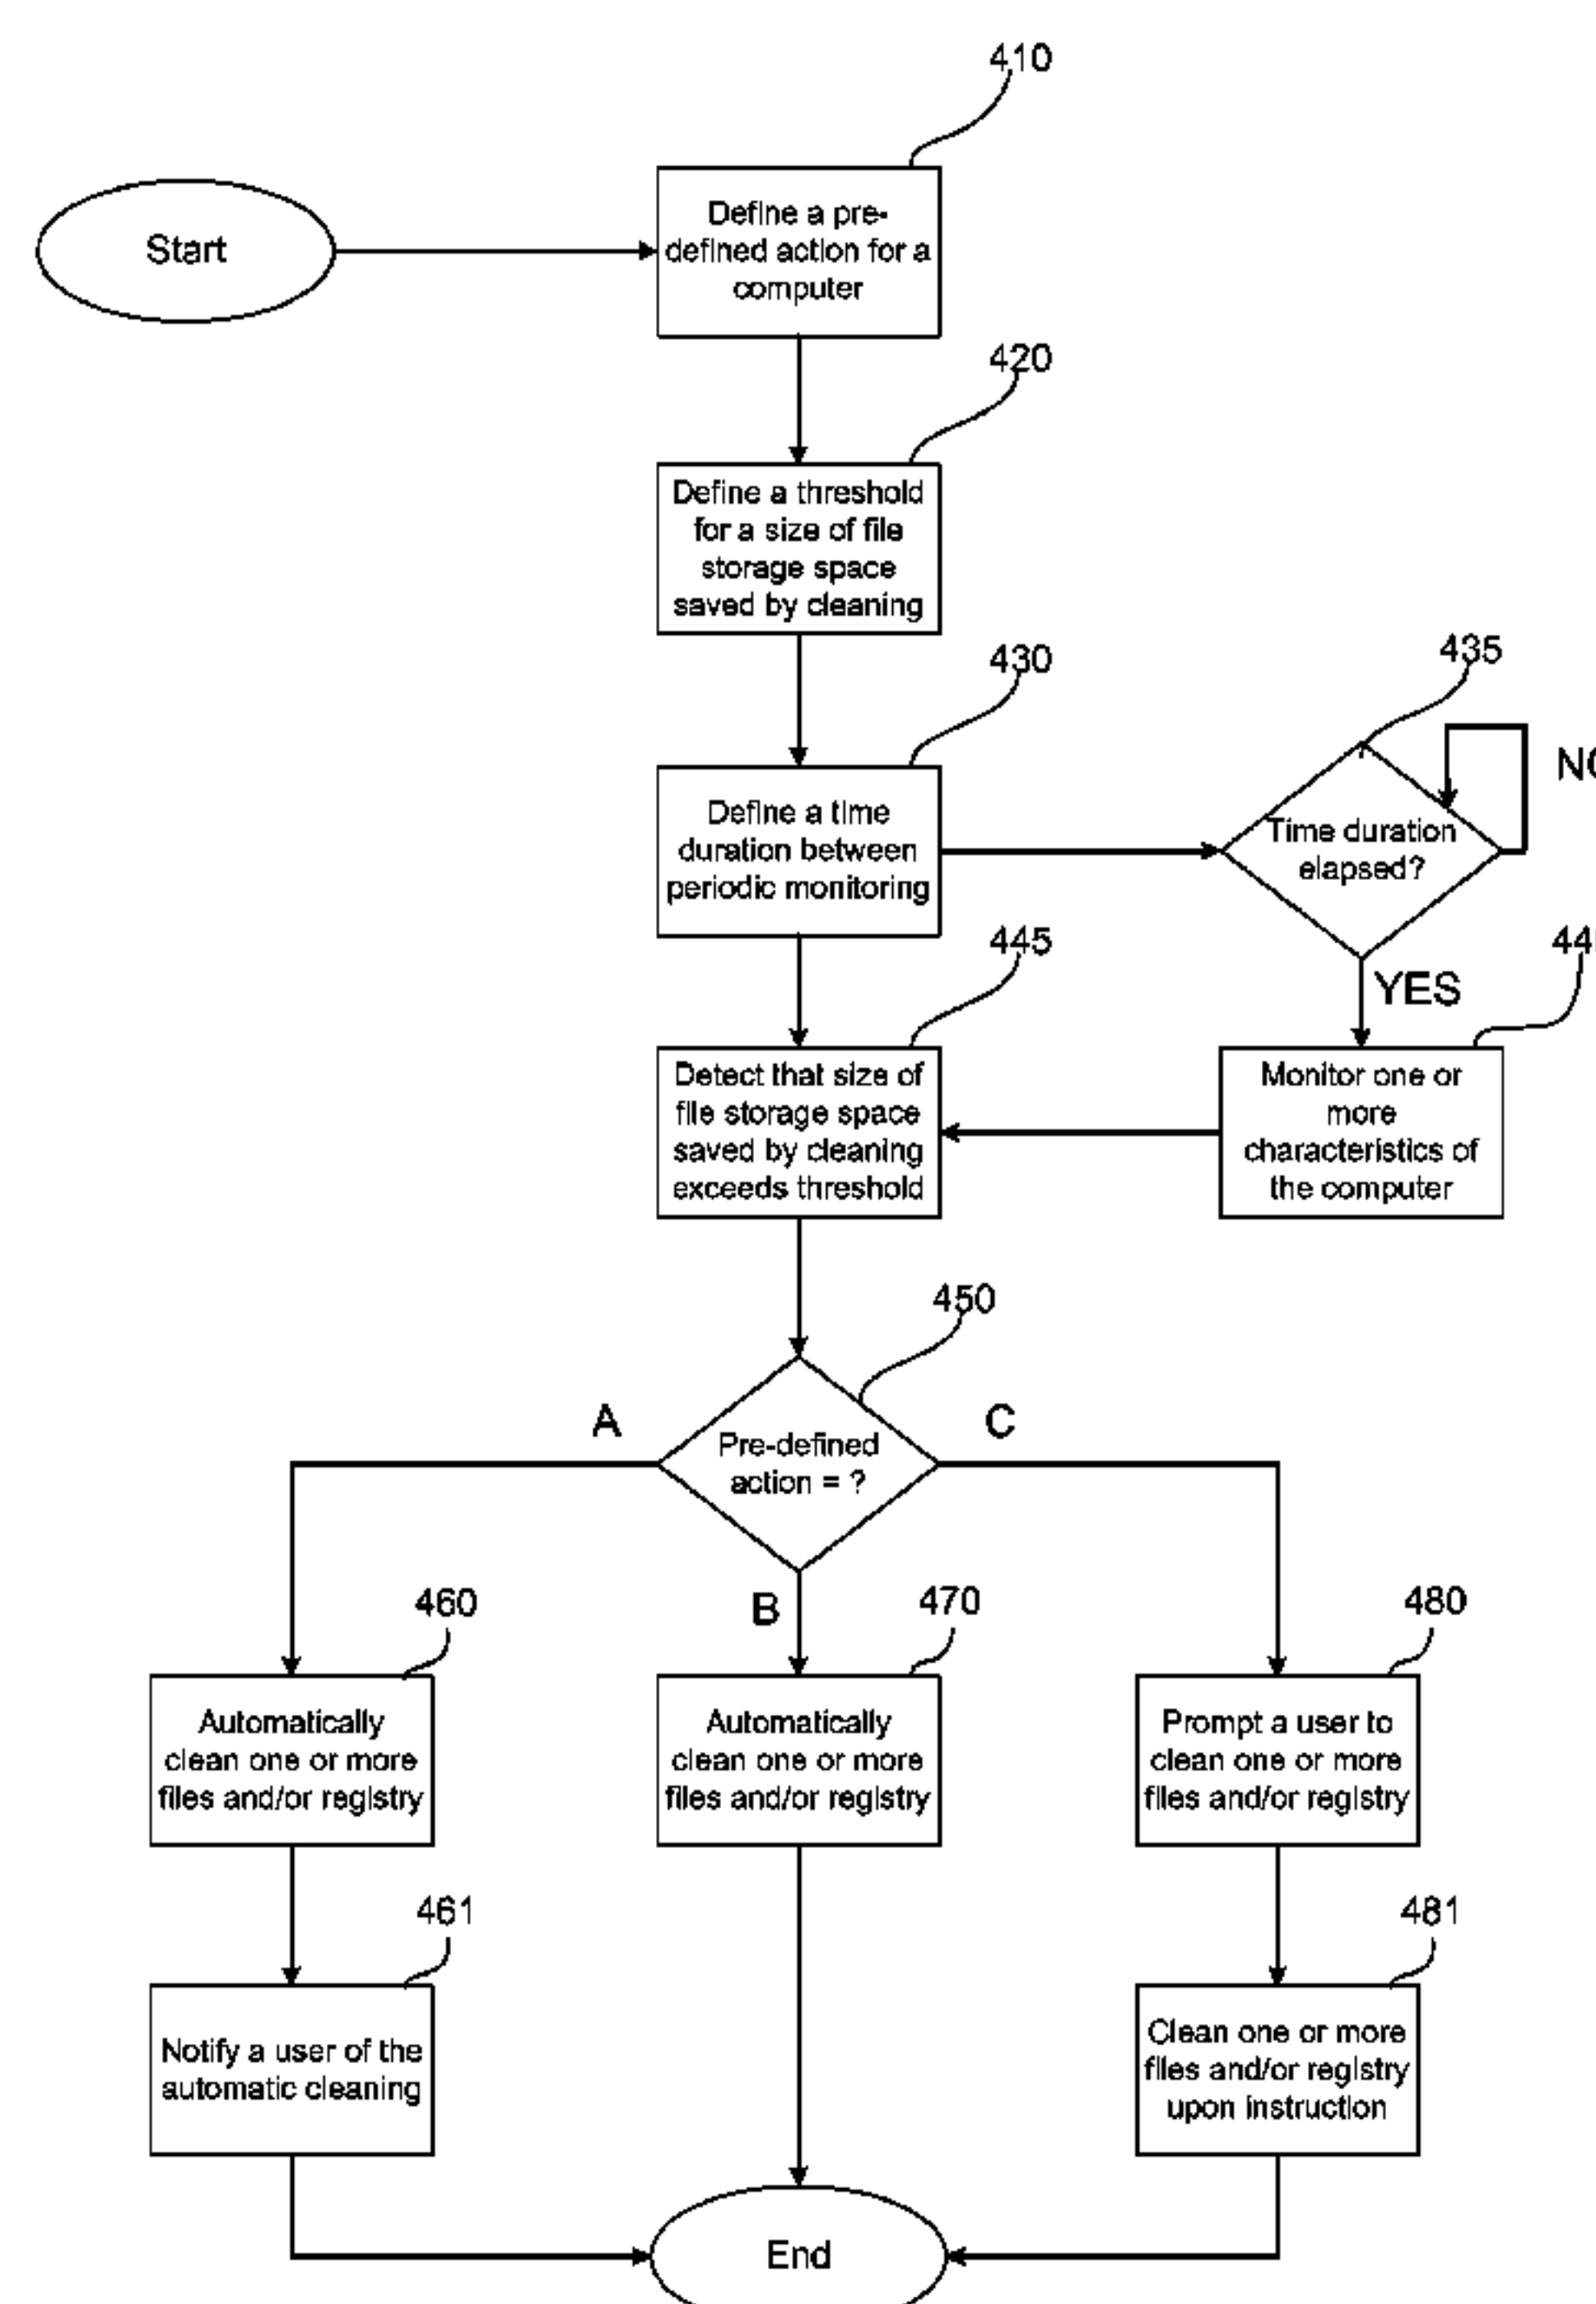 410
Start
Define a pre-
defined action for a
computer
420
Define a threshold
for a size of file
storage space
saved by cleaning
430
435
Define a time
duration between
periodic monitoring
Time duration
elapsed?
445
YES
Detect that size of
file storage space
saved by cleaning
exceeds threshold
Monitor one or
more
characteristics of
the computer
450
A
C
Pre-defined
action = ?
460
B
470
480
Automatically
clean one or more
files and/or registry
Automatically
clean one or more
files and/or registry
Prompt a user to
clean one or more
files and/or registry
461
481
Notify a user of the
automatic cleaning
Clean one or more
files and/or registry
upon instruction
End